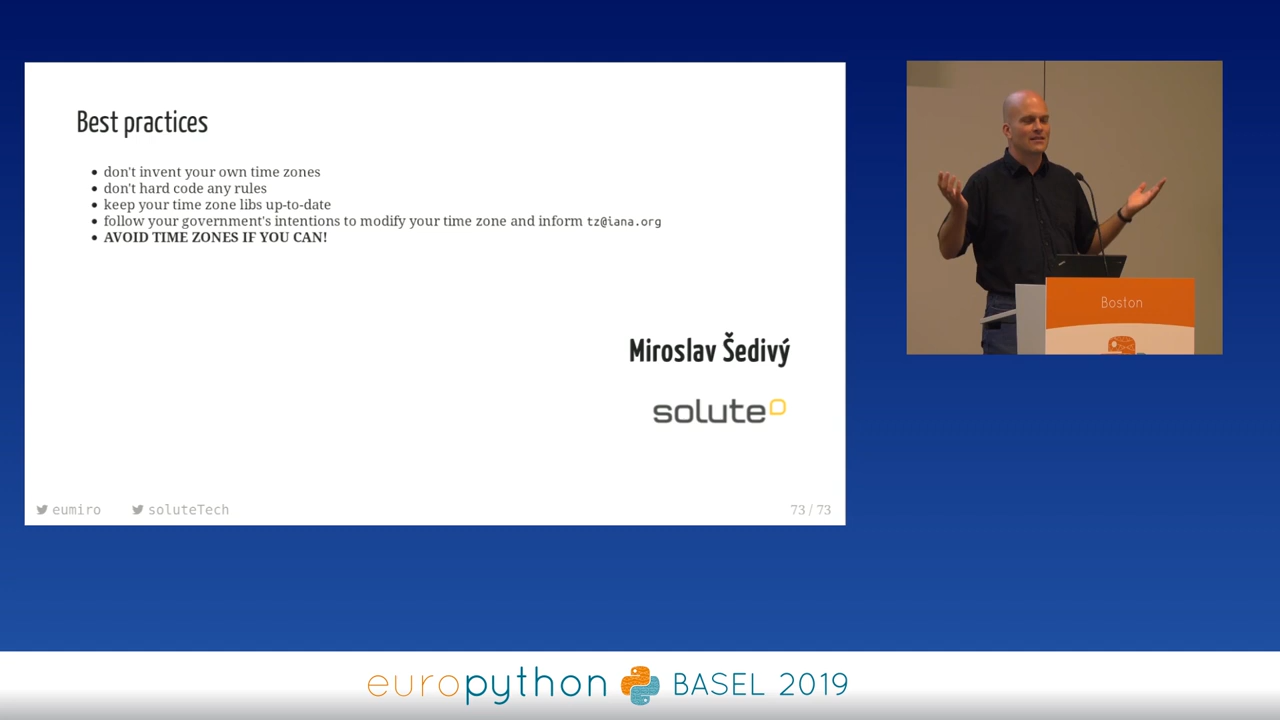 Best practices
• don't invent your own time zones
• don't hard code any rules
• keep your time zone libs up-to-date
• follow your government's intentions to modify your time zone and inform tz@iana.org
• AVOID TIME ZONES IF YOU CAN!
Miroslav Šedivý
solute
eumiro soluteTech
73 / 73
Boston
europython BASEL 2019